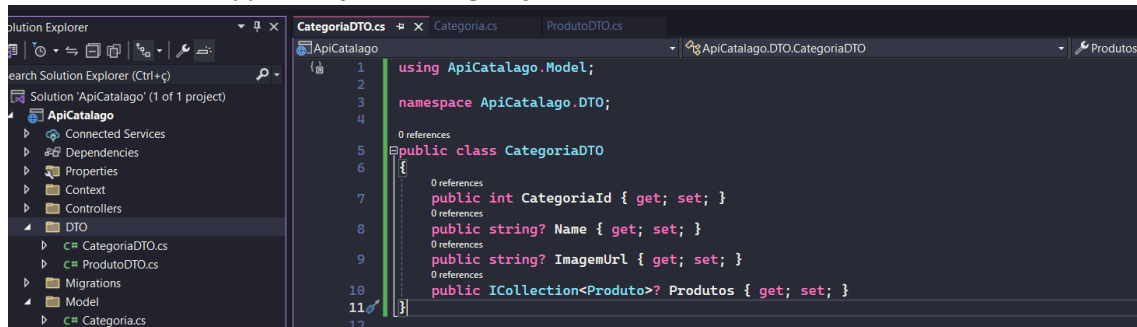 olution Explorer
earch Solution Explorer (Ctrl+ç)
Solution 'ApiCatalago' (1 of 1 project)
ApiCatalago
Connected Services
Dependencies
Properties
Context
Controllers
DTO
C# CategoriaDTO.cs
C# ProdutoDTO.cs
Migrations
Model
C# Categoria.cs
CategoriaDTO.cs Categoria.cs ProdutoDTO.cs
ApiCatalago ApiCatalago.DTO.CategoriaDTO Produtos
1 using ApiCatalago.Model;
2
3 namespace ApiCatalago.DTO;
4
0 references
5 public class CategoriaDTO
6 {
0 references
7 public int CategoriaId { get; set; }
0 references
8 public string? Name { get; set; }
0 references
9 public string? ImagemUrl { get; set; }
0 references
10 public ICollection<Produto>? Produtos { get; set; }
11 }
12